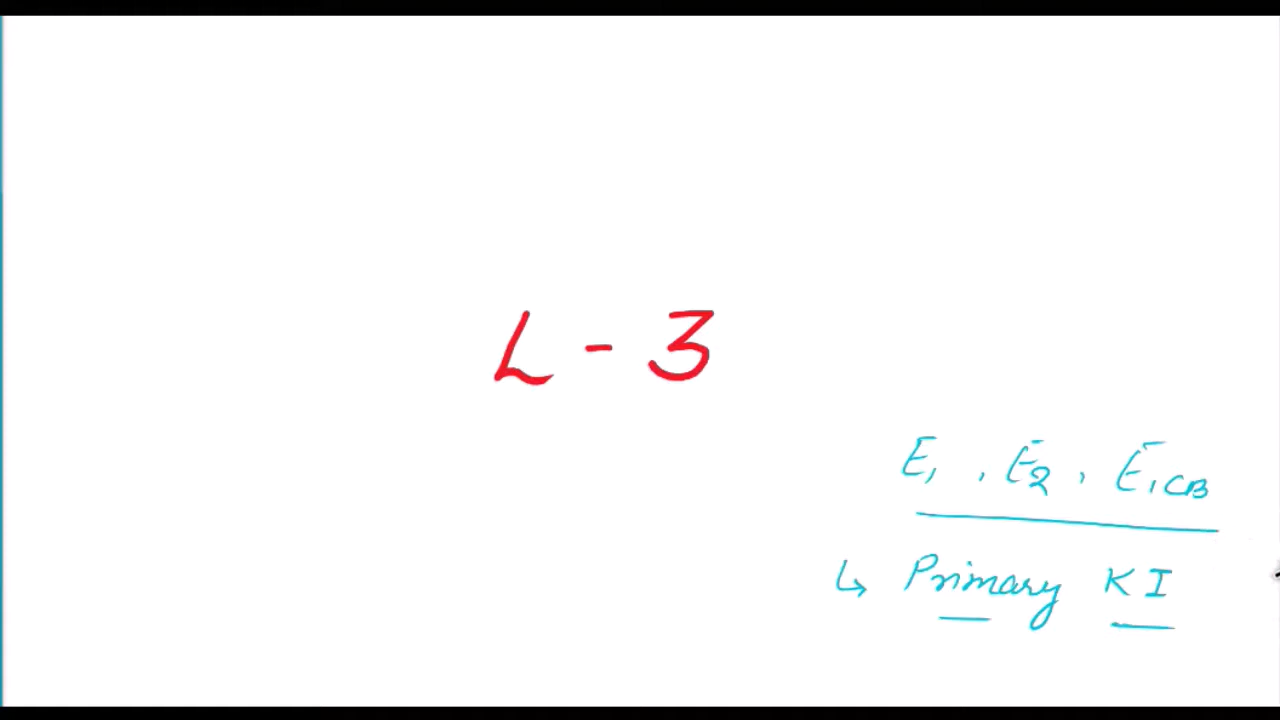 L - 3
E₁ , E₂ , E₁CB
↳ Primary KI